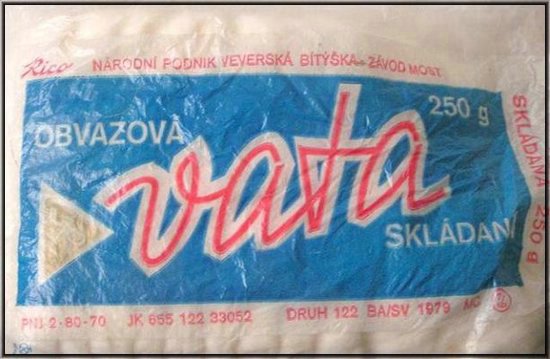 Rico NÁRODNÍ PODNIK VEVERSKÁ BÍTÝŠKA - ZÁVOD MOST
250 g
OBVAZOVÁ
vata
SKLÁDANÁ
SKLÁDANÁ 250 g
PNJ-2-80-70 JK 655 122 33052 DRUH 122 BA/SV 1979